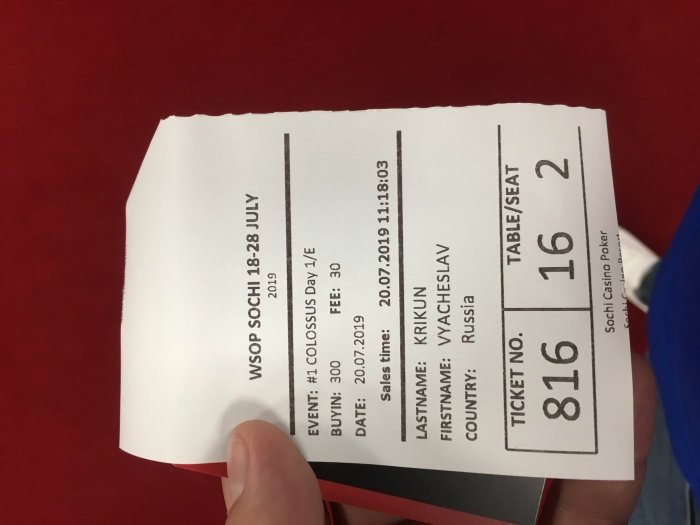 WSOP SOCHI 18-28 JULY
2019
EVENT: #1 COLOSSUS Day 1/E
BUYIN: 300 FEE: 30
DATE: 20.07.2019
Sales time: 20.07.2019 11:18:03
LASTNAME: KRIKUN
FIRSTNAME: VYACHESLAV
COUNTRY: Russia
TICKET NO. TABLE/SEAT
816 16 2
Sochi Casino Poker